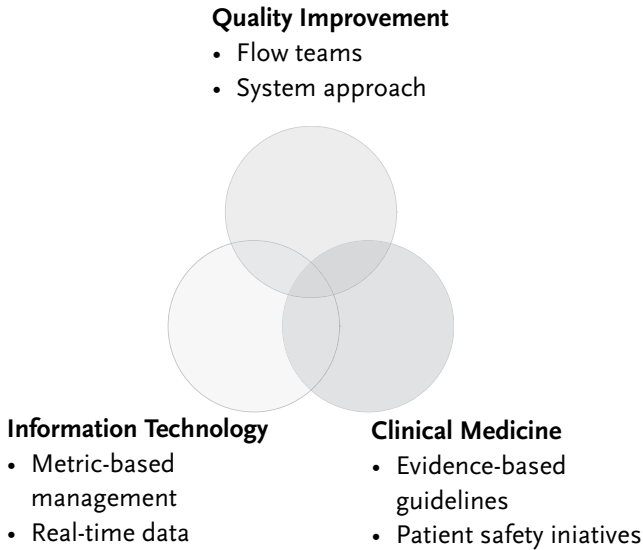 Quality Improvement
• Flow teams
• System approach
Information Technology
• Metric-based
management
• Real-time data
Clinical Medicine
• Evidence-based
guidelines
• Patient safety iniatives